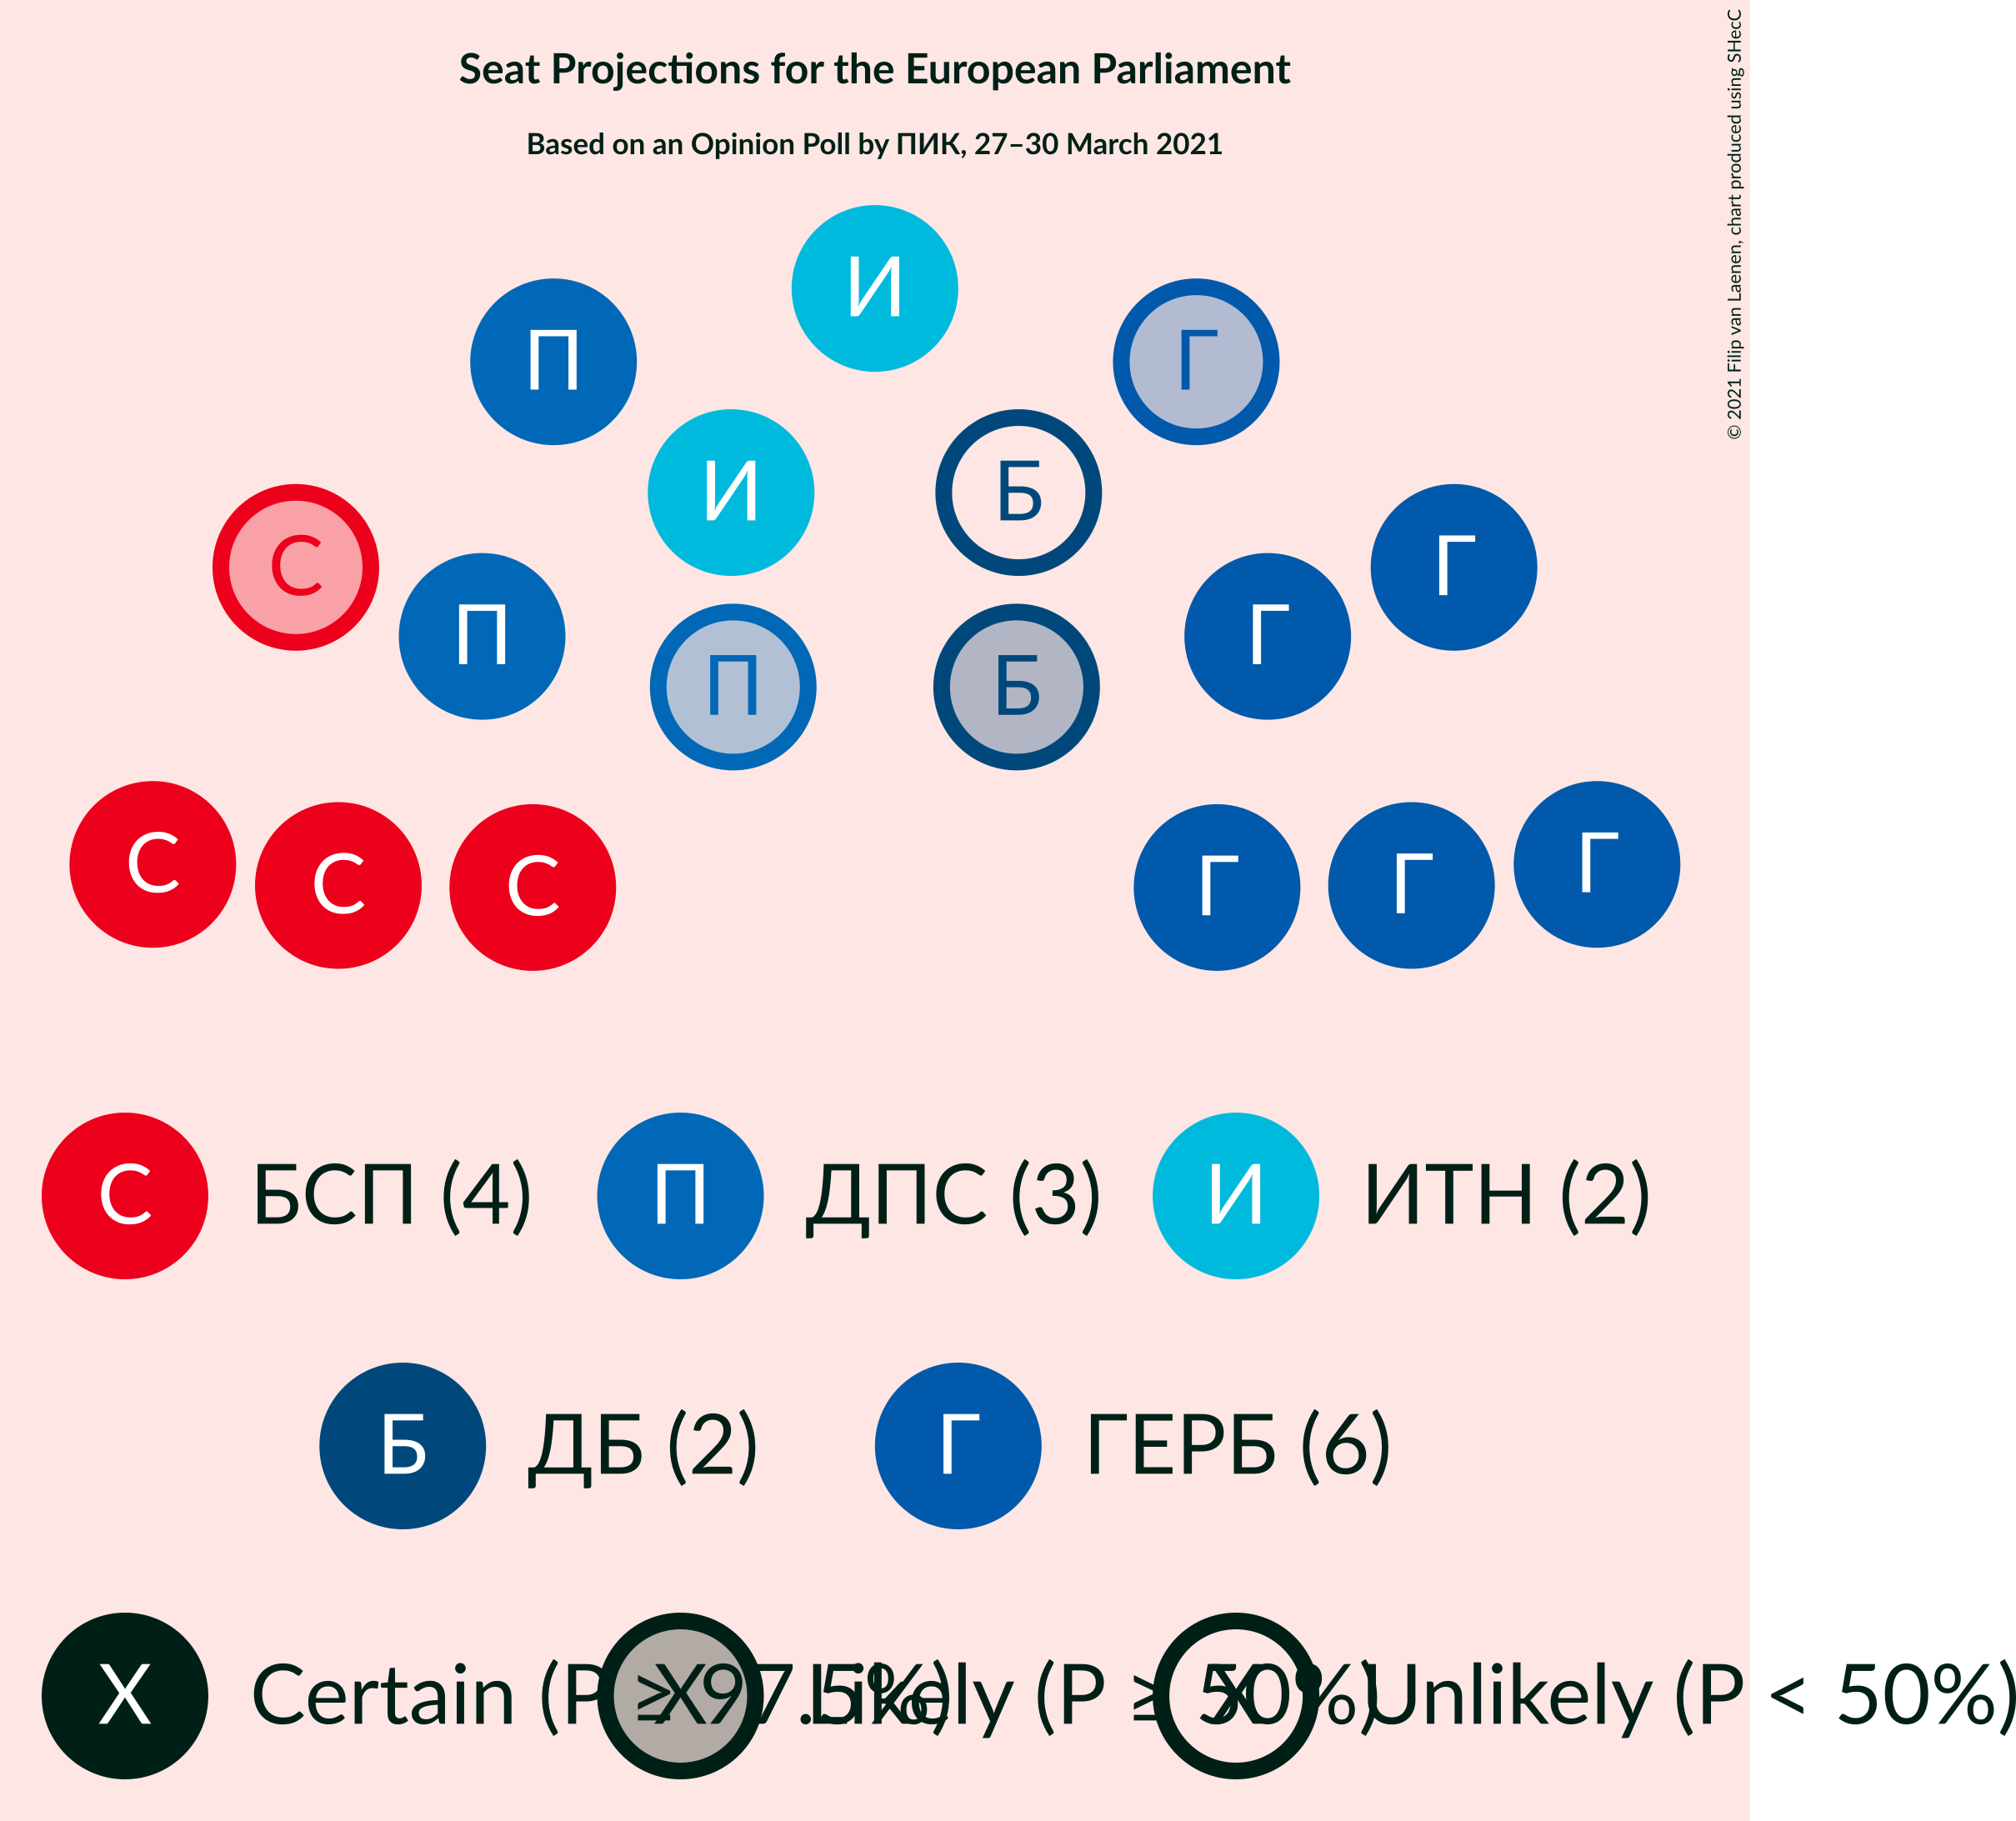 Seat Projections for the European Parliament
Based on an Opinion Poll by ПИК, 27–30 March 2021
© 2021 Filip van Laenen, chart produced using SHecC
И
П Г
И Б
С Г
П Г
П Б
С Г
С Г
С Г
С БСП (4) П ДПС (3) И ИТН (2)
Б ДБ (2) Г ГЕРБ (6)
X Certain (P ≥ 97.5%) X Likely (P ≥ 50%) X Unlikely (P < 50%)